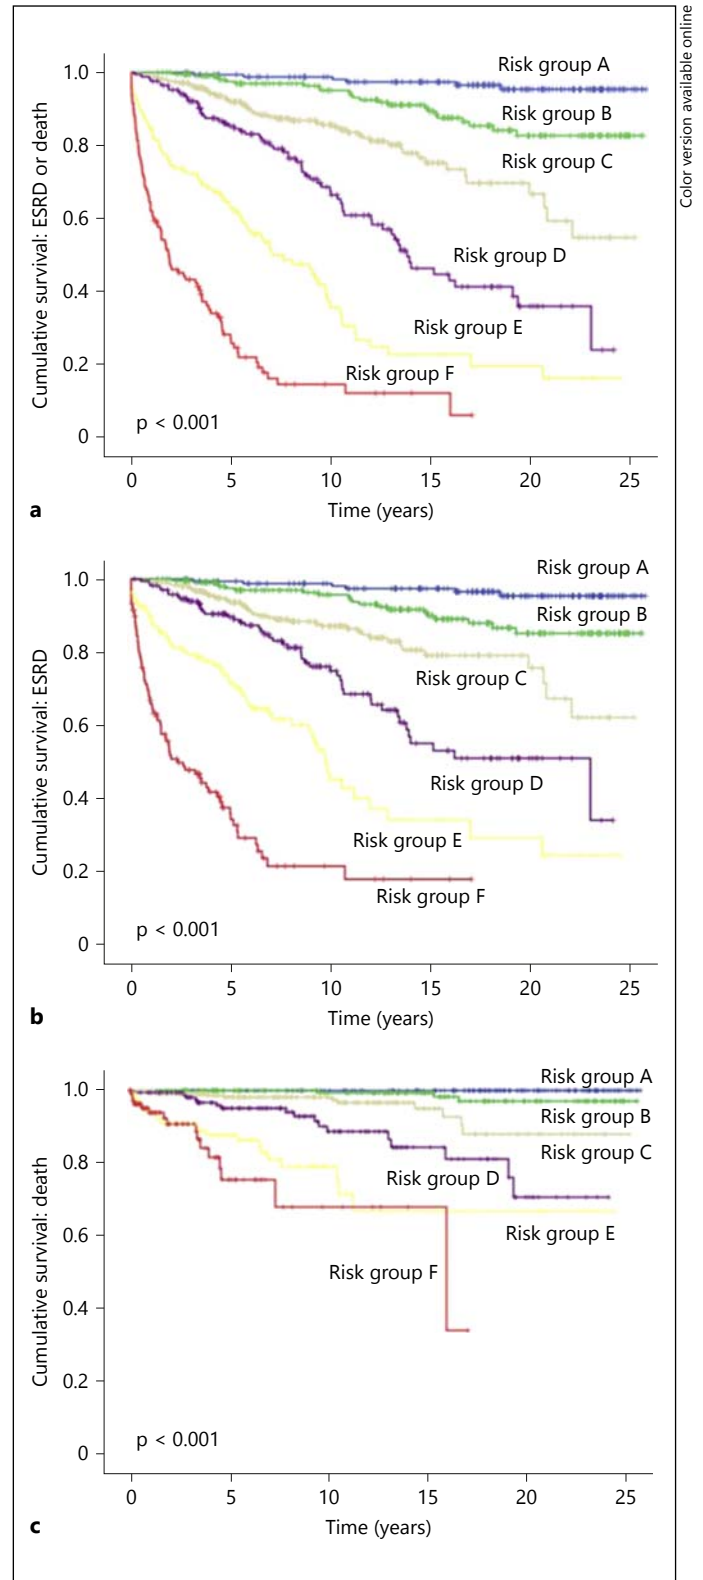 Color version available online
Cumulative survival: ESRD or death
1.0
0.8
0.6
0.4
0.2
0
Risk group A
Risk group B
Risk group C
Risk group D
Risk group E
Risk group F
p < 0.001
0 5 10 15 20 25
a
Time (years)
Cumulative survival: ESRD
1.0
0.8
0.6
0.4
0.2
0
Risk group A
Risk group B
Risk group C
Risk group D
Risk group E
Risk group F
p < 0.001
0 5 10 15 20 25
b
Time (years)
Cumulative survival: death
1.0
0.8
0.6
0.4
0.2
0
Risk group A
Risk group B
Risk group C
Risk group D
Risk group E
Risk group F
p < 0.001
0 5 10 15 20 25
c
Time (years)